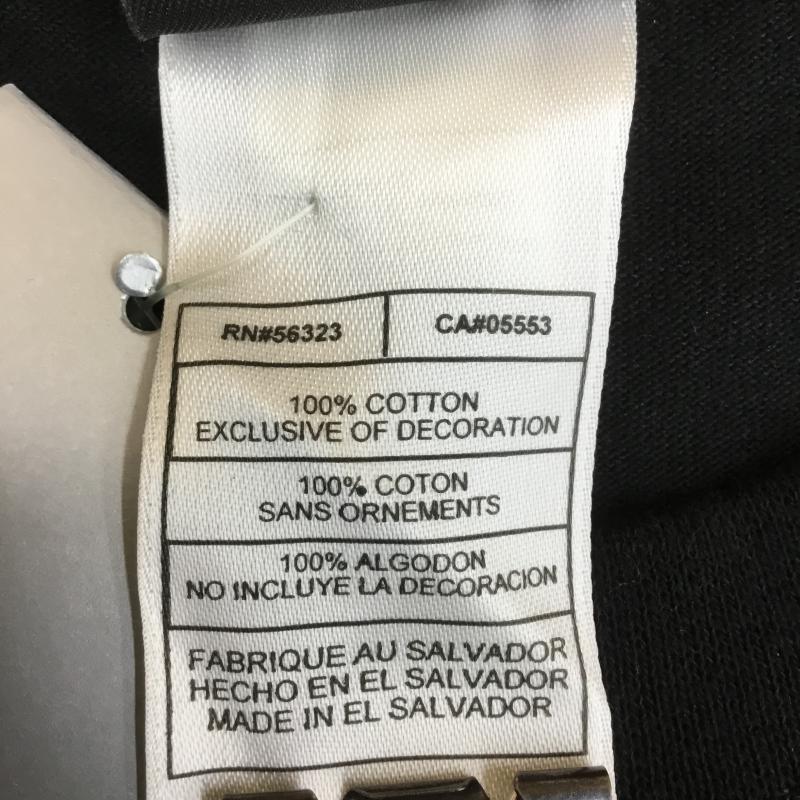 RN#56323 CA#05553
100% COTTON
EXCLUSIVE OF DECORATION
100% COTON
SANS ORNEMENTS
100% ALGODON
NO INCLUYE LA DECORACION
FABRIQUE AU SALVADOR
HECHO EN EL SALVADOR
MADE IN EL SALVADOR